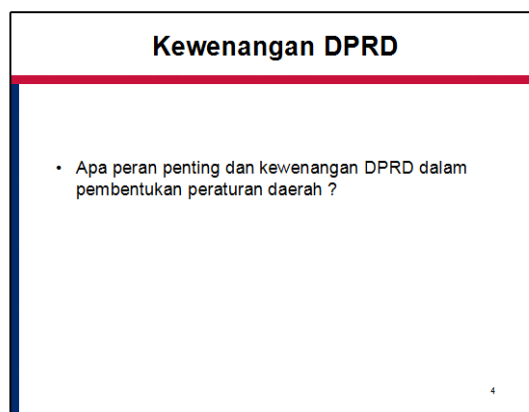 Kewenangan DPRD
• Apa peran penting dan kewenangan DPRD dalam
pembentukan peraturan daerah ?
4